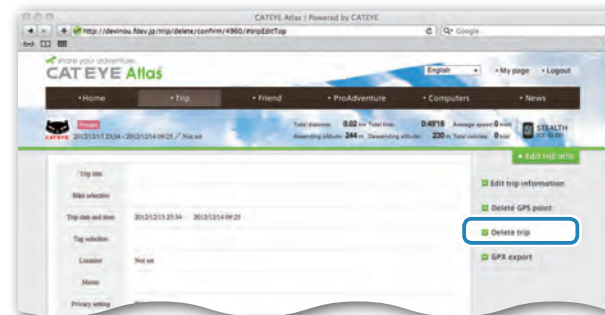 CATEYE Atlas | Powered by CATEYE
http://devinou.fdev.jp/trip/delete/confirm/4960/#tripEditTop
Google
share your adventure
CATEYE Atlas
English
My page
Logout
Home
Trip
Friend
ProAdventure
Computers
News
Private
2012/12/13 23:34 - 2012/12/14 09:25 / Not set
Total distance 0.02 km Total time 0:49'16 Average speed 0 km/h
Ascending altitude 244 m Descending altitude 230 m Total calories 0 kcal
STEALTH
Edit trip info
Trip title
Bike selection
Trip date and time 2012/12/13 23:34 2012/12/14 09:25
Tag selection
Location Not set
Memo
Privacy setting
Edit trip information
Delete GPS point
Delete trip
GPX export